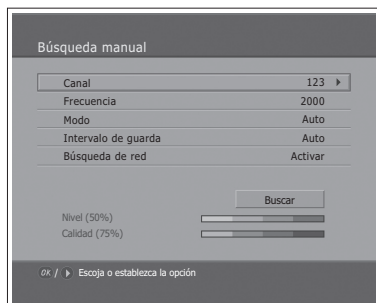 Búsqueda manual
Canal 123
Frecuencia 2000
Modo Auto
Intervalo de guarda Auto
Búsqueda de red Activar
Buscar
Nivel (50%)
Calidad (75%)
OK / Escoja o establezca la opción